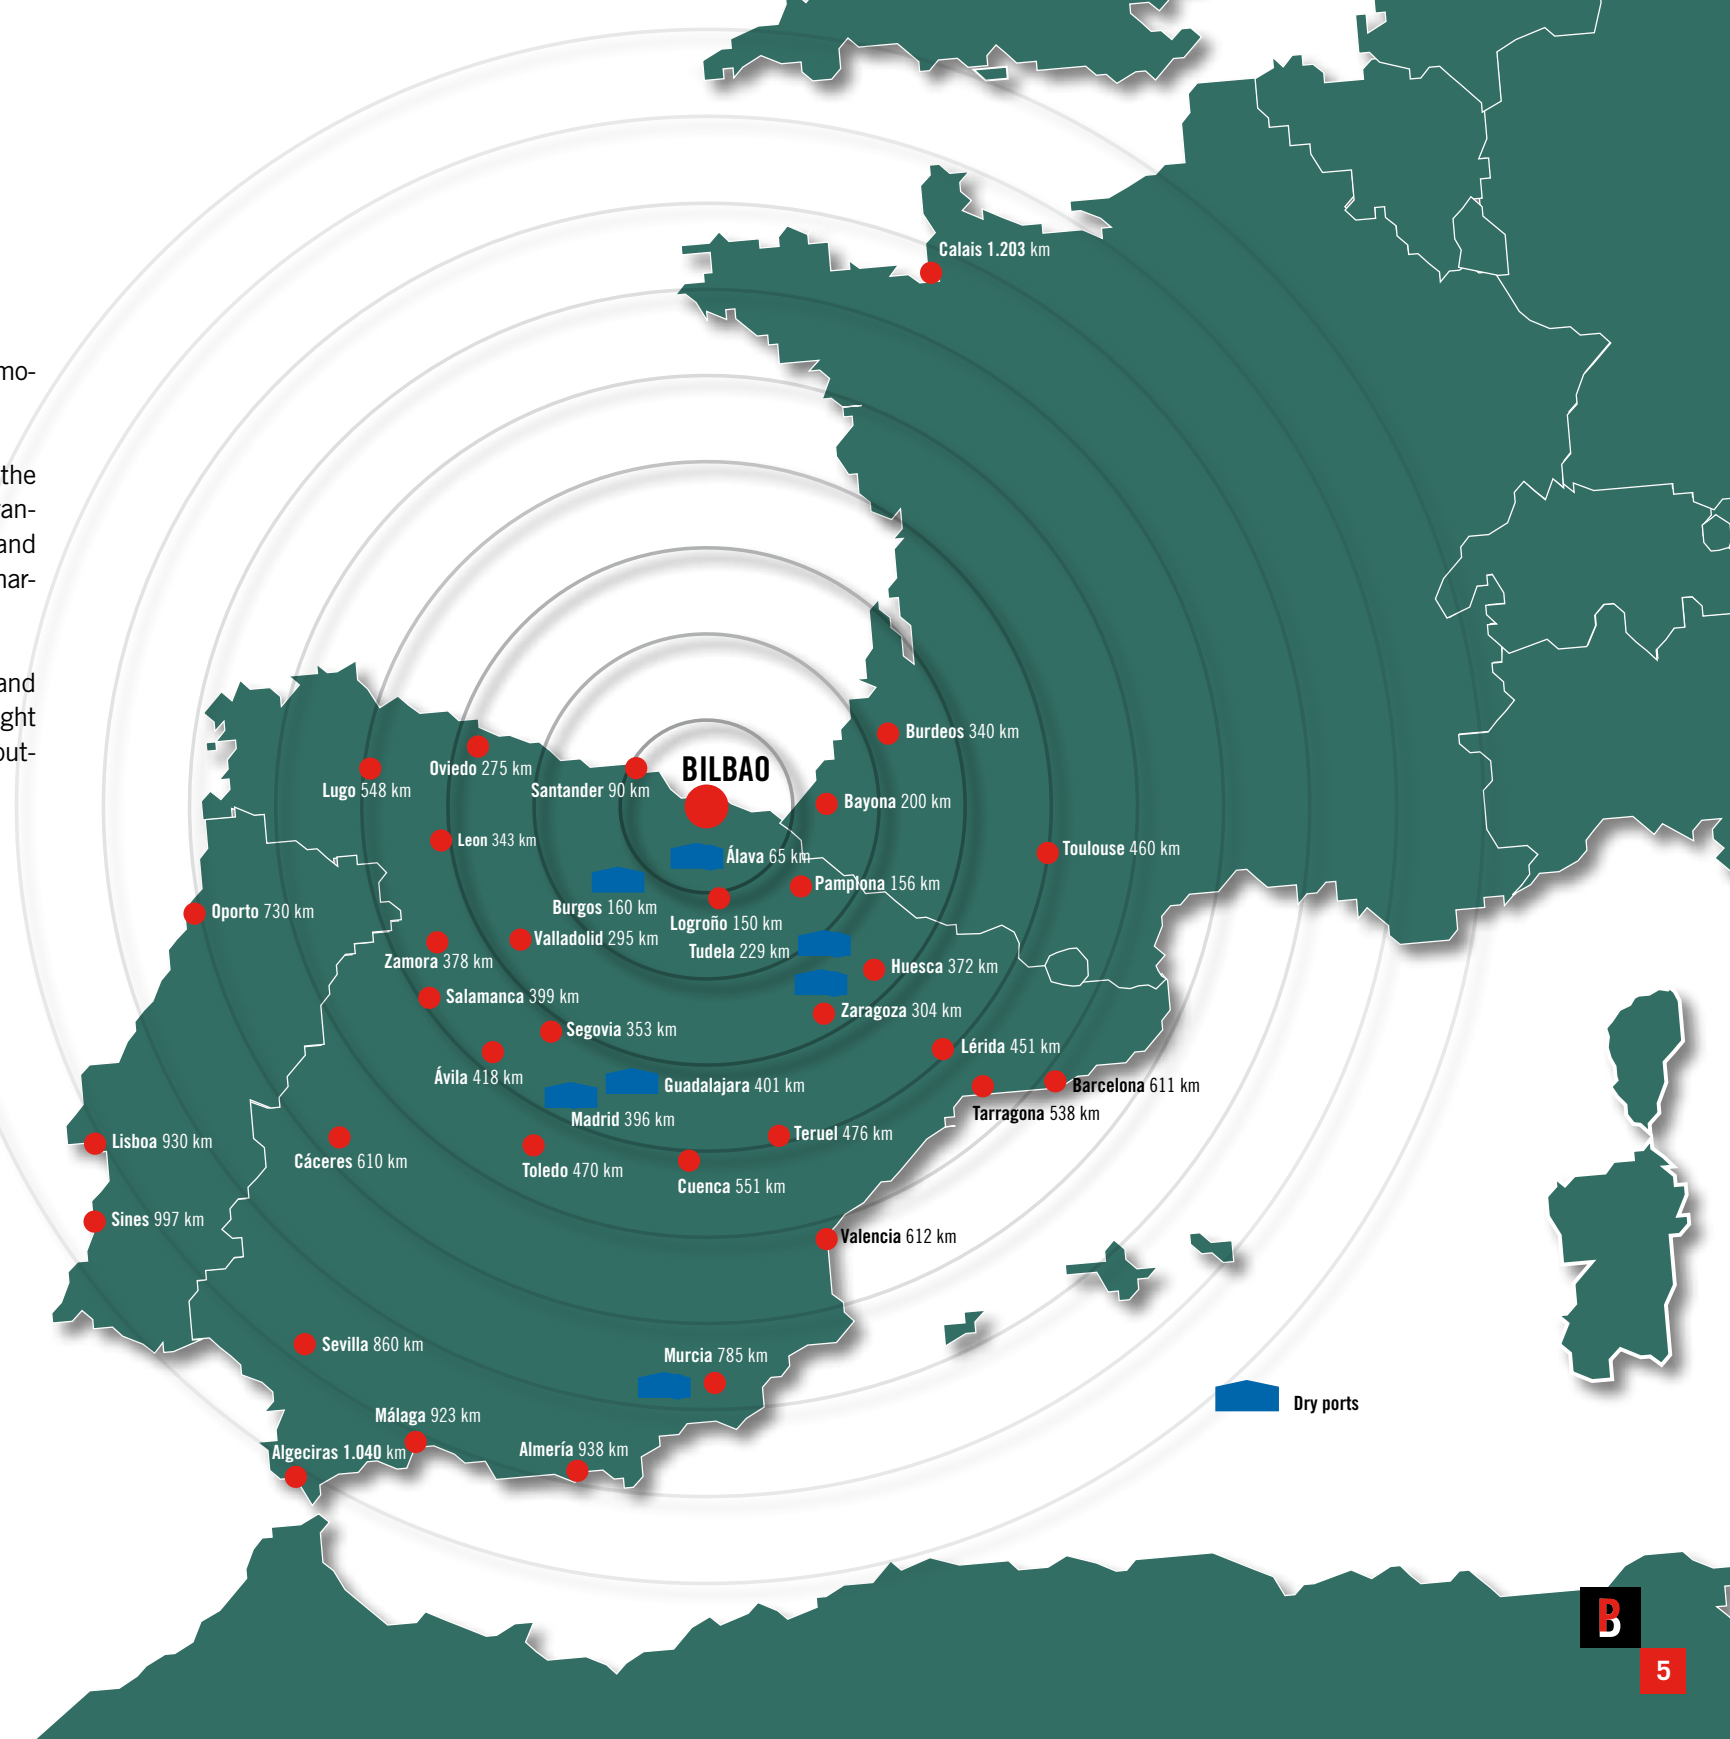 mo-
the
an-
and
nar-
and
ght
out-
Calais 1.203 km
BILBAO
Burdeos 340 km
Oviedo 275 km
Santander 90 km
Lugo 548 km
Bayona 200 km
Leon 343 km
Toulouse 460 km
Álava 65 km
Pamplona 156 km
Burgos 160 km
Oporto 730 km
Logroño 150 km
Valladolid 295 km
Tudela 229 km
Zamora 378 km
Huesca 372 km
Salamanca 399 km
Zaragoza 304 km
Segovia 353 km
Lérida 451 km
Ávila 418 km
Guadalajara 401 km
Barcelona 611 km
Tarragona 538 km
Madrid 396 km
Teruel 476 km
Lisboa 930 km
Cáceres 610 km
Toledo 470 km
Cuenca 551 km
Sines 997 km
Valencia 612 km
Sevilla 860 km
Murcia 785 km
Dry ports
Málaga 923 km
Almería 938 km
Algeciras 1.040 km
B
5